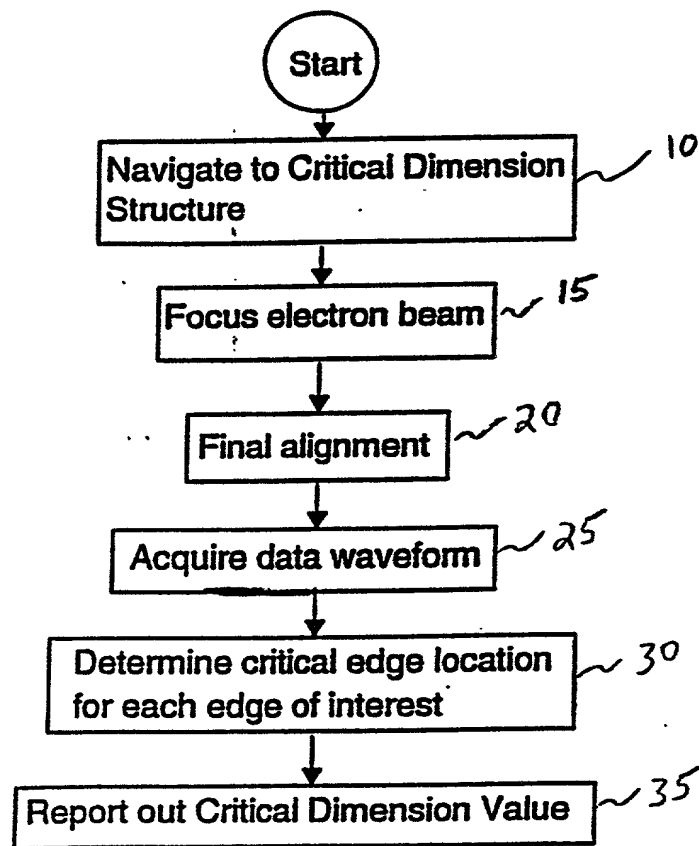 Start
Navigate to Critical Dimension
Structure
10
Focus electron beam
15
Final alignment
20
Acquire data waveform
25
Determine critical edge location
for each edge of interest
30
Report out Critical Dimension Value
35